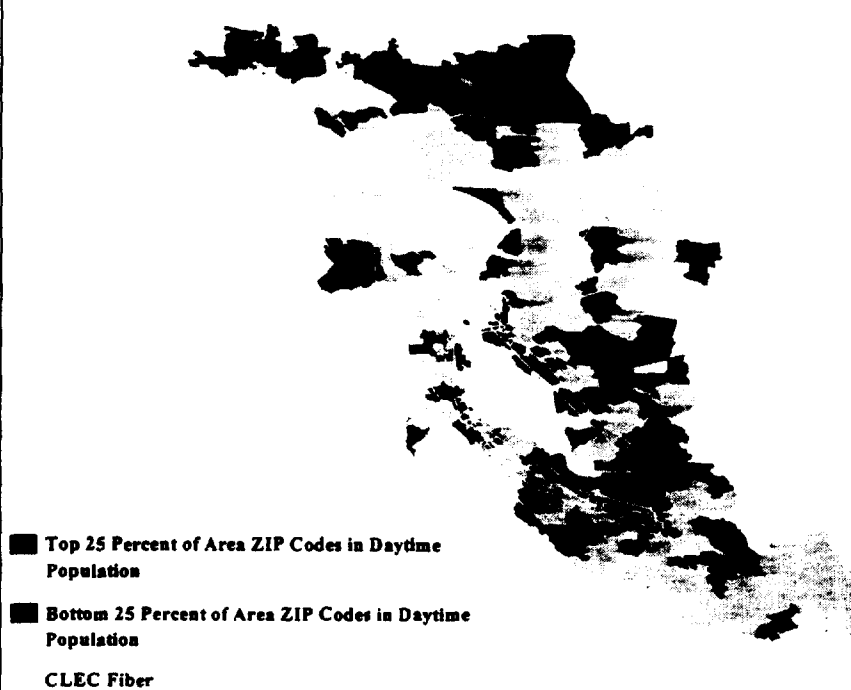 Top 25 Percent of Area ZIP Codes in Daytime
Population
Bottom 25 Percent of Area ZIP Codes in Daytime
Population
CLEC Fiber